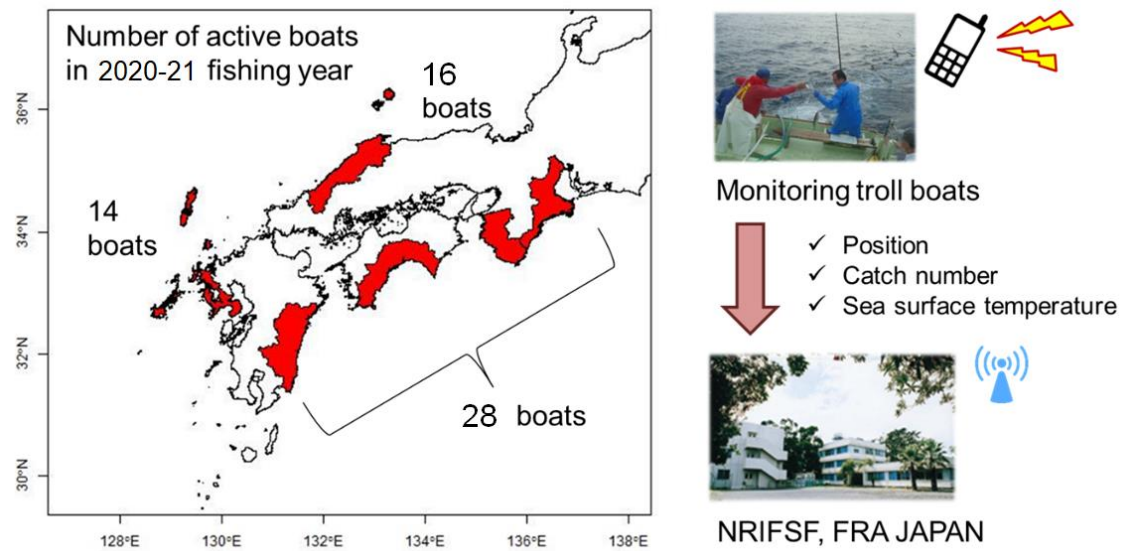 Number of active boats
in 2020-21 fishing year
16
boats
14
boats
28 boats
36°N
34°N
32°N
30°N
128°E
130°E
132°E
134°E
136°E
138°E
Monitoring troll boats
✓ Position
✓ Catch number
✓ Sea surface temperature
NRIFSF, FRA JAPAN